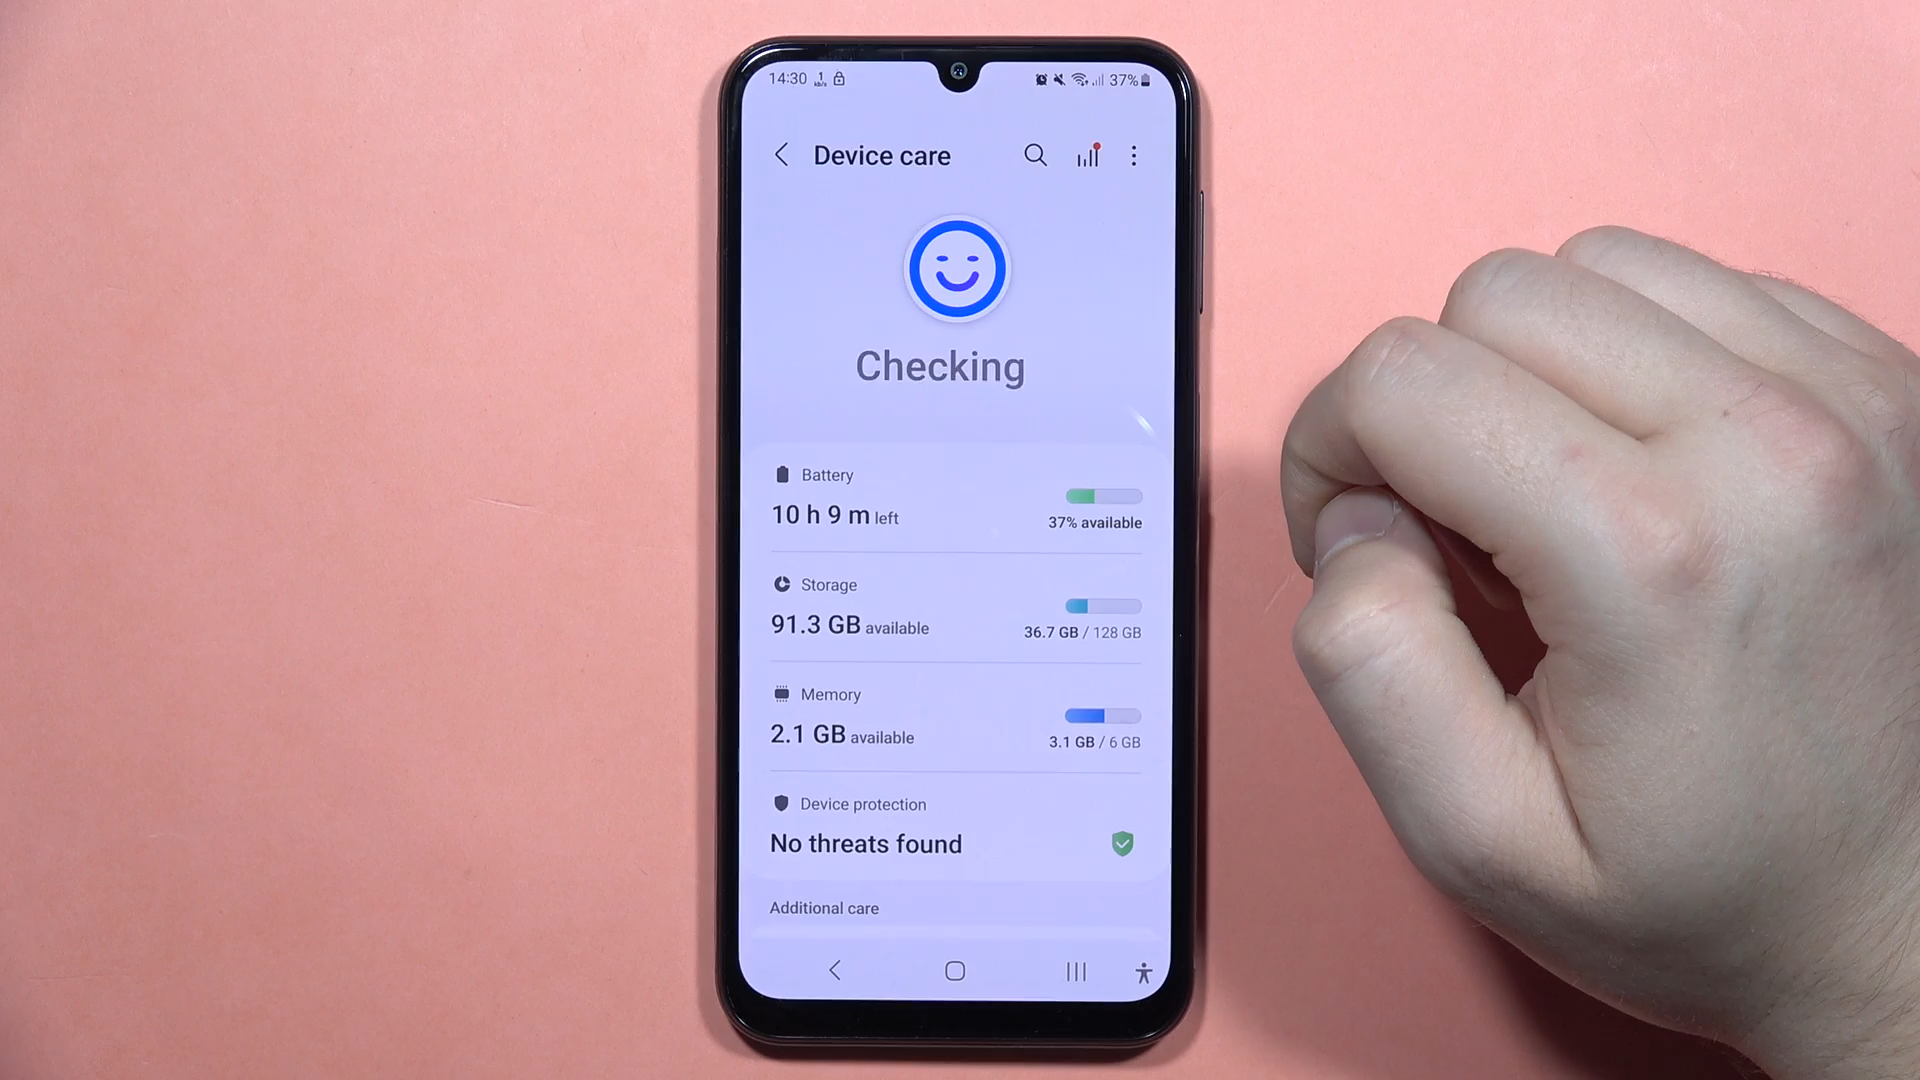 14:30 1 kb/s 37%
Device care
Checking
Battery
10 h 9 m left
37% available
Storage
91.3 GB available
36.7 GB / 128 GB
Memory
2.1 GB available
3.1 GB / 6 GB
Device protection
No threats found
Additional care